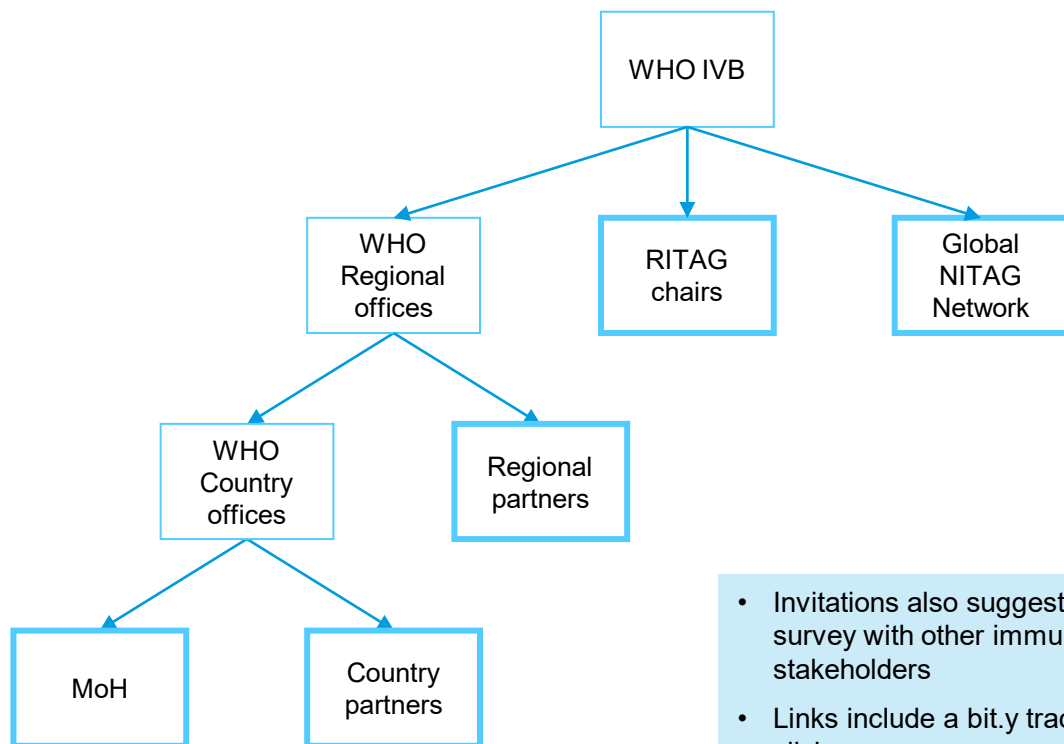 WHO IVB
WHO
Regional
offices
RITAG
chairs
Global
NITAG
Network
WHO
Country
offices
Regional
partners
MoH
Country
partners
• Invitations also suggest
survey with other immu
stakeholders
• Links include a bit.y trac